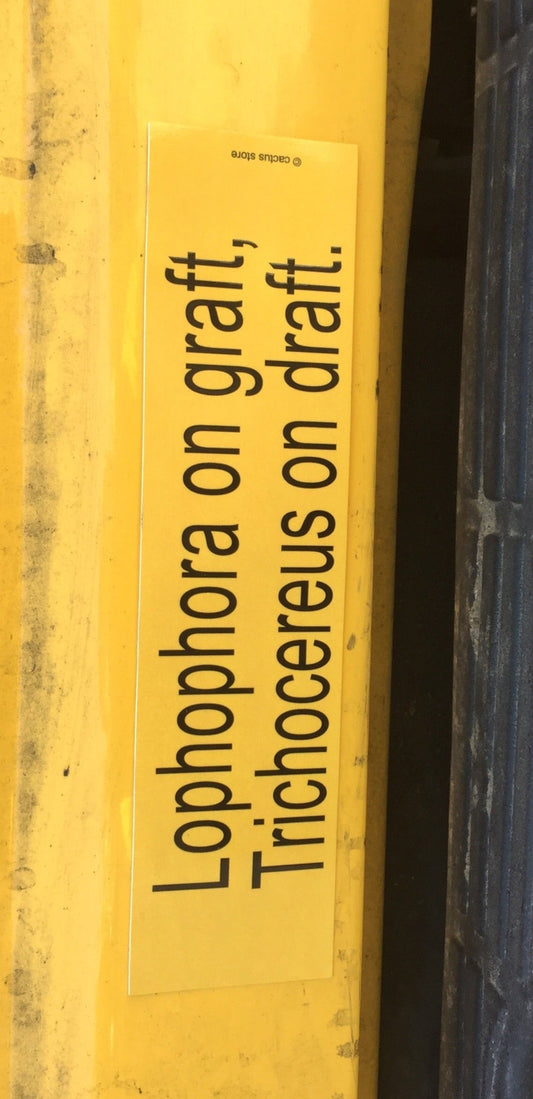 Lophophora on graft,
Trichocereus on draft.
© cactus store